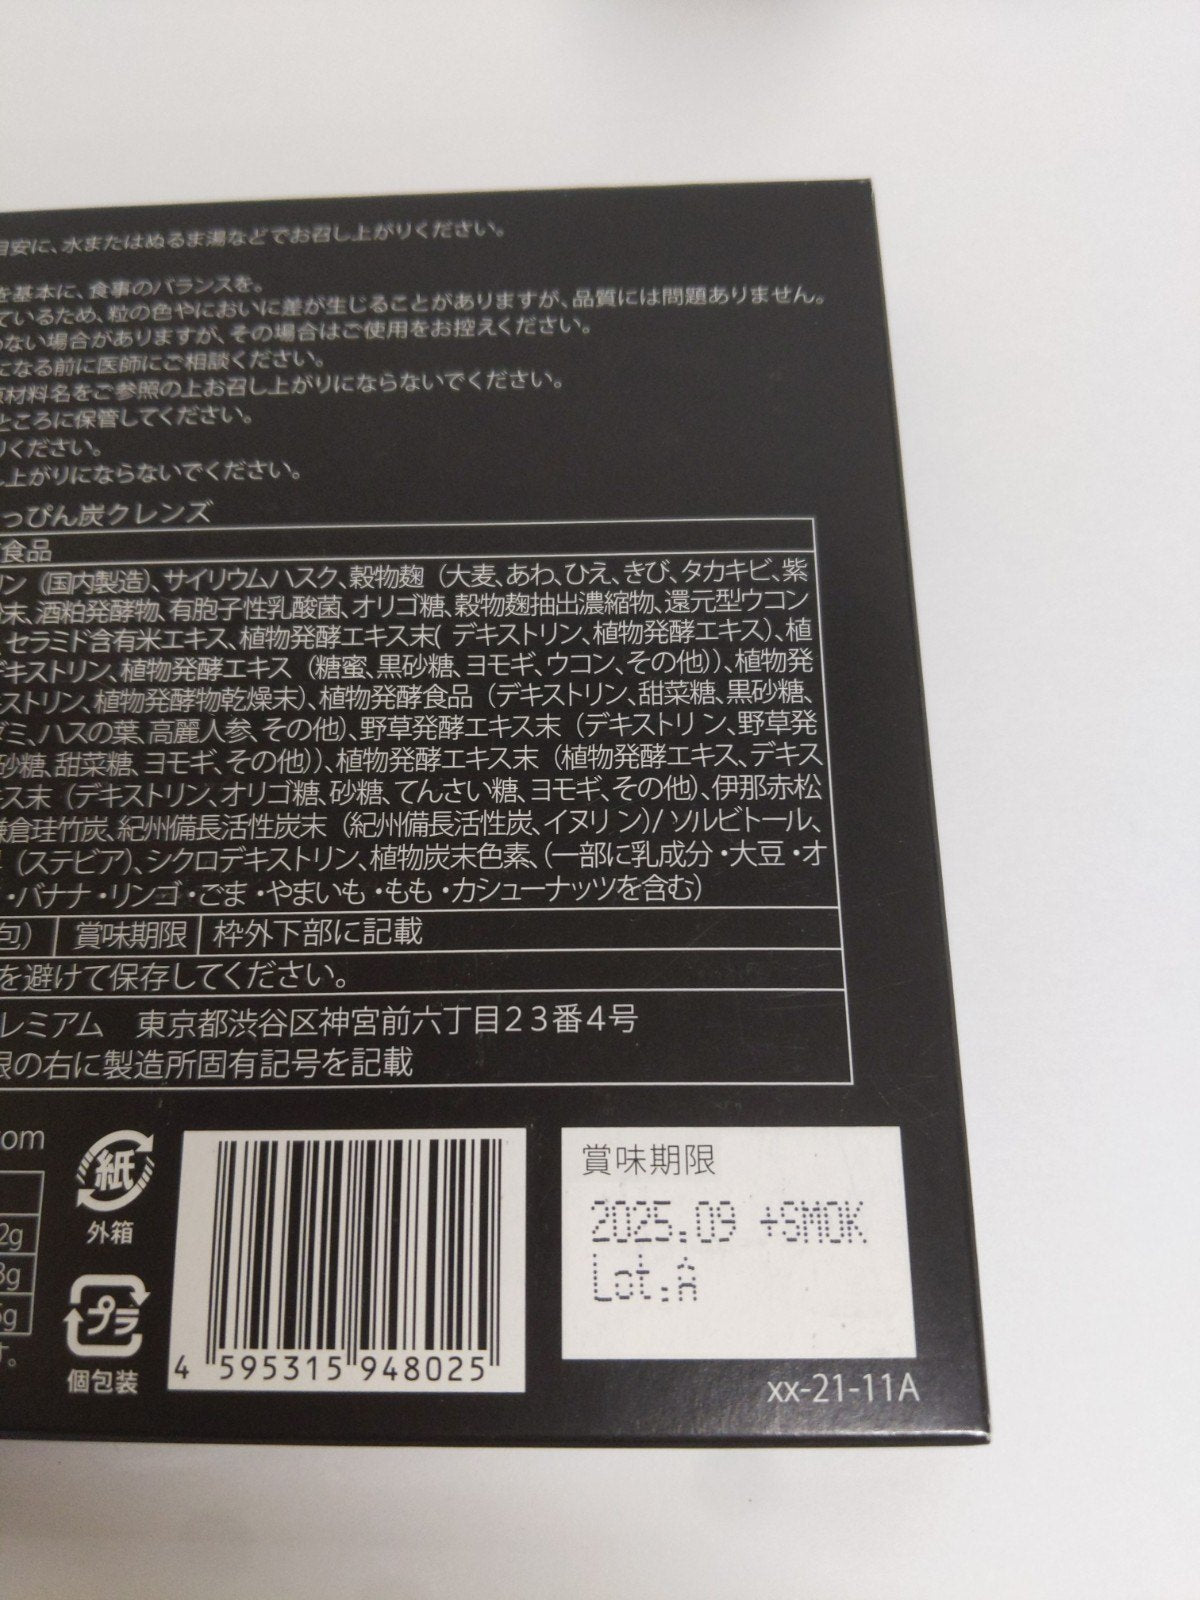 目安に、水またはぬるま湯などでお召し上がりください。
を基本に、食事のバランスを。
ているため、粒の色やにおいに差が生じることがありますが、品質には問題ありません。
ない場合がありますが、その場合はご使用をお控えください。
になる前に医師にご相談ください。
原材料名をご参照の上お召し上がりにならないでください。
ところに保管してください。
ください。
し上がりにならないでください。
っぴん炭クレンズ
食品
リン（国内製造）、サイリウムハスク、穀物麹（大麦、あわ、ひえ、きび、タカキビ、紫
末、酒粕発酵物、有胞子性乳酸菌、オリゴ糖、穀物麹抽出濃縮物、還元型ウコン
、セラミド含有米エキス、植物発酵エキス末( デキストリン、植物発酵エキス）、植
デキストリン、植物発酵エキス（糖蜜、黒砂糖、ヨモギ、ウコン、その他））、植物発
キストリン、植物発酵物乾燥末）、植物発酵食品（デキストリン、甜菜糖、黒砂糖、
ダミ、ハスの葉、高麗人参、その他）、野草発酵エキス末（デキストリン、野草発
砂糖、甜菜糖、ヨモギ、その他））、植物発酵エキス末（植物発酵エキス、デキス
キス末（デキストリン、オリゴ糖、砂糖、てんさい糖、ヨモギ、その他）、伊那赤松
鎌倉珪竹炭、紀州備長活性炭末（紀州備長活性炭、イヌリン）/ ソルビトール、
（ステビア）、シクロデキストリン、植物炭末色素、（一部に乳成分・大豆・オ
・バナナ・リンゴ・ごま・やまいも・もも・カシューナッツを含む）
包） 賞味期限 枠外下部に記載
を避けて保存してください。
レミアム 東京都渋谷区神宮前六丁目２３番４号
限の右に製造所固有記号を記載
com
紙
外箱
プラ
個包装
2g
3g
5g
す。
4 595315 948025
賞味期限
2025.09 +SMOK
Lot:A
xx-21-11A